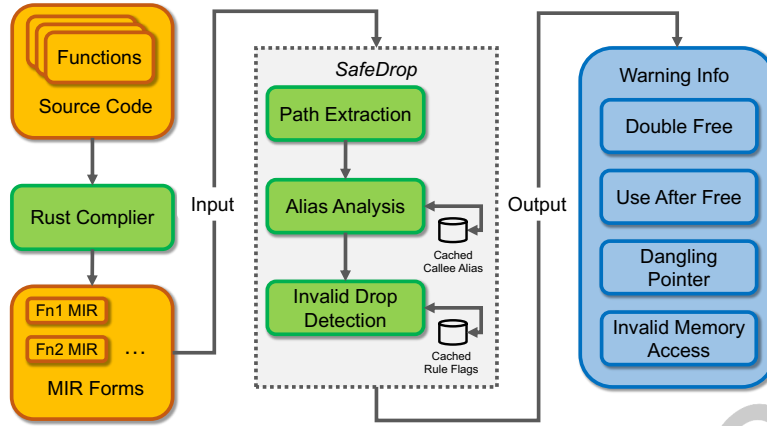 Functions
Source Code
Rust Complier
Fn1 MIR
Fn2 MIR
...
MIR Forms
Input
SafeDrop
Path Extraction
Alias Analysis
Cached
Callee Alias
Invalid Drop
Detection
Cached
Rule Flags
Output
Warning Info
Double Free
Use After Free
Dangling
Pointer
Invalid Memory
Access